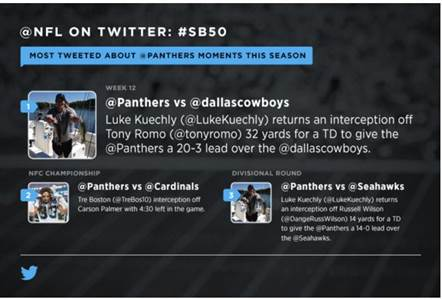 @NFL ON TWITTER: #SB50
MOST TWEETED ABOUT @PANTHERS MOMENTS THIS SEASON
1
WEEK 12
@Panthers vs @dallascowboys
Luke Kuechly (@LukeKuechly) returns an interception off
Tony Romo (@tonyromo) 32 yards for a TD to give the
@Panthers a 20-3 lead over the @dallascowboys.
NFC CHAMPIONSHIP
2
@Panthers vs @Cardinals
Tre Boston (@TreBos10) interception off
Carson Palmer with 4:30 left in the game.
DIVISIONAL ROUND
3
@Panthers vs @Seahawks
Luke Kuechly (@LukeKuechly) returns
an interception off Russell Wilson
(@DangeRussWilson) 14 yards for a TD
to give the @Panthers a 14-0 lead over
the @Seahawks.